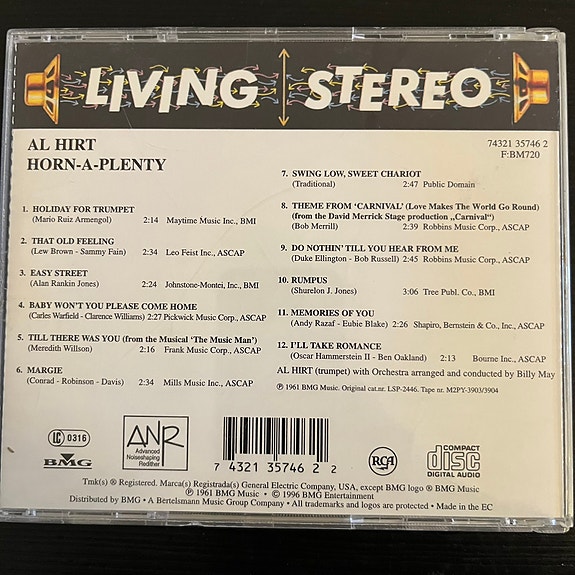 LIVING STEREO
AL HIRT
HORN-A-PLENTY
74321 35746 2
F:BM720
1. HOLIDAY FOR TRUMPET
(Mario Ruiz Armengol) 2:14 Maytime Music Inc., BMI
2. THAT OLD FEELING
(Lew Brown - Sammy Fain) 2:34 Leo Feist Inc., ASCAP
3. EASY STREET
(Alan Rankin Jones) 2:24 Johnstone-Montei, Inc., BMI
4. BABY WON'T YOU PLEASE COME HOME
(Carles Warfield - Clarence Williams) 2:27 Pickwick Music Corp., ASCAP
5. TILL THERE WAS YOU (from the Musical 'The Music Man')
(Meredith Willson) 2:16 Frank Music Corp., ASCAP
6. MARGIE
(Conrad - Robinson - Davis) 2:34 Mills Music Inc., ASCAP
7. SWING LOW, SWEET CHARIOT
(Traditional) 2:47 Public Domain
8. THEME FROM 'CARNIVAL' (Love Makes The World Go Round)
(from the David Merrick Stage production „Carnival“)
(Bob Merrill) 2:39 Robbins Music Corp., ASCAP
9. DO NOTHIN' TILL YOU HEAR FROM ME
(Duke Ellington - Bob Russell) 2:45 Robbins Music Corp., ASCAP
10. RUMPUS
(Shurelon J. Jones) 3:06 Tree Publ. Co., BMI
11. MEMORIES OF YOU
(Andy Razaf - Eubie Blake) 2:26 Shapiro, Bernstein & Co., Inc., ASCAP
12. I'LL TAKE ROMANCE
(Oscar Hammerstein II - Ben Oakland) 2:13 Bourne Inc., ASCAP
AL HIRT (trumpet) with Orchestra arranged and conducted by Billy May
℗ 1961 BMG Music. Original cat.nr. LSP-2446. Tape nr. M2PY-3903/3904
LC 0316
BMG
ANR
Advanced
Noiseshaping
Redither
7 43213 57462 2
RCA
COMPACT
disc
DIGITAL AUDIO
Tmk(s) ® Registered. Marca(s) Registrada(s) General Electric Company, USA, except BMG logo ® BMG Music
℗ 1961 BMG Music • © 1996 BMG Entertainment
Distributed by BMG • A Bertelsmann Music Group Company • All trademarks and logos are protected • Made in the EC